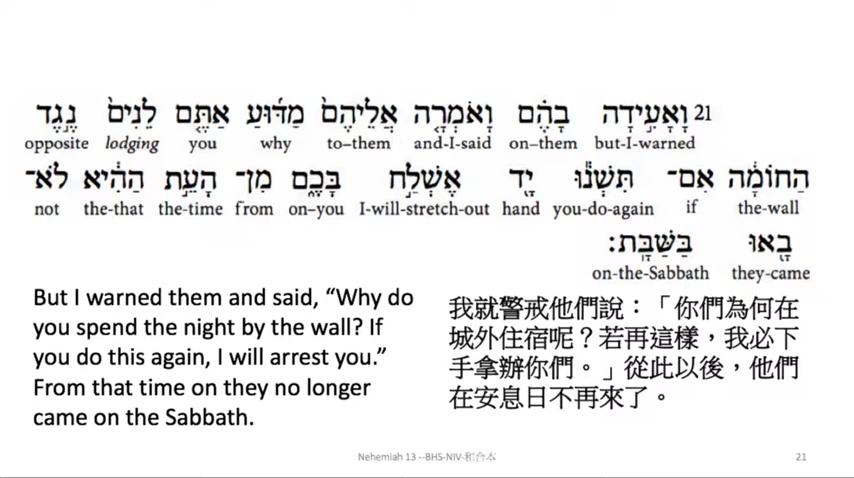 21 וָאָעִידָה בָהֶם וָאֹמְרָה אֲלֵיהֶם מַדּוּעַ אַתֶּם לֵנִים נֶגֶד
opposite lodging you why to–them and-I-said on–them but-I-warned
הַחוֹמָה אִם־ תִּשְׁנוּ יָד אֶשְׁלַח בָּכֶם מִן־ הָעֵת הַהִיא לֹא־
not the-that the-time from on–you I-will-stretch-out hand you-do-again if the-wall
בָאוּ בַּשַּׁבָּת׃
on-the-Sabbath they-came
But I warned them and said, “Why do
you spend the night by the wall? If
you do this again, I will arrest you.”
From that time on they no longer
came on the Sabbath.
我就警戒他們說：「你們為何在
城外住宿呢？若再這樣，我必下
手拿辦你們。」從此以後，他們
在安息日不再來了。
Nehemiah 13 --BHS-NIV-和合本
21